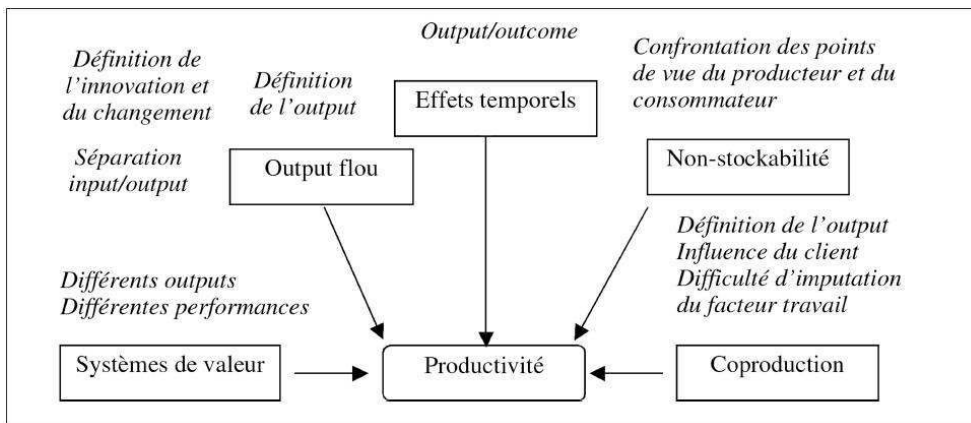 Output/outcome
Définition de
l'innovation et
du changement
Définition
de l'output
Effets temporels
Confrontation des points
de vue du producteur et du
consommateur
Séparation
input/output
Output flou
Non-stockabilité
Différents outputs
Différentes performances
Définition de l'output
Influence du client
Difficulté d'imputation
du facteur travail
Systèmes de valeur
Productivité
Coproduction